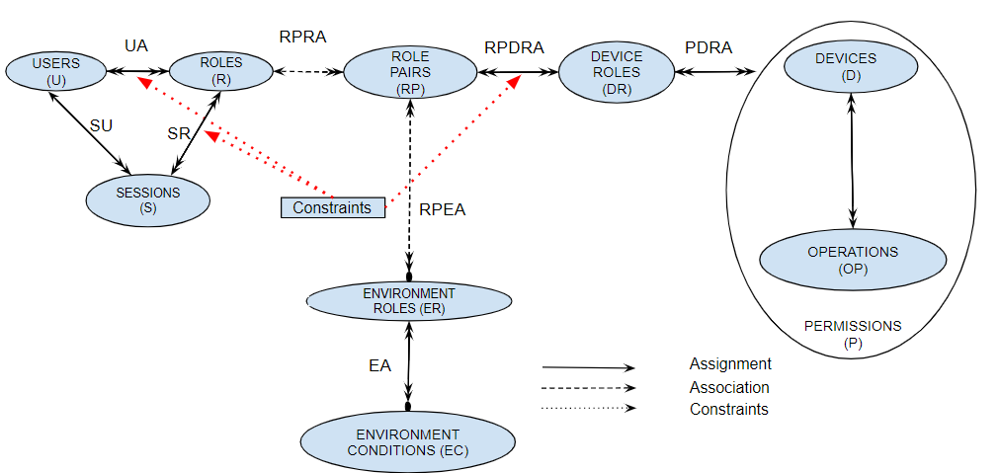 UA
RPRA
RPDRA
PDRA
USERS
(U)
ROLES
(R)
ROLE
PAIRS
(RP)
DEVICE
ROLES
(DR)
DEVICES
(D)
SU
SR
SESSIONS
(S)
Constraints
RPEA
OPERATIONS
(OP)
ENVIRONMENT
ROLES (ER)
PERMISSIONS
(P)
EA
Assignment
Association
Constraints
ENVIRONMENT
CONDITIONS (EC)